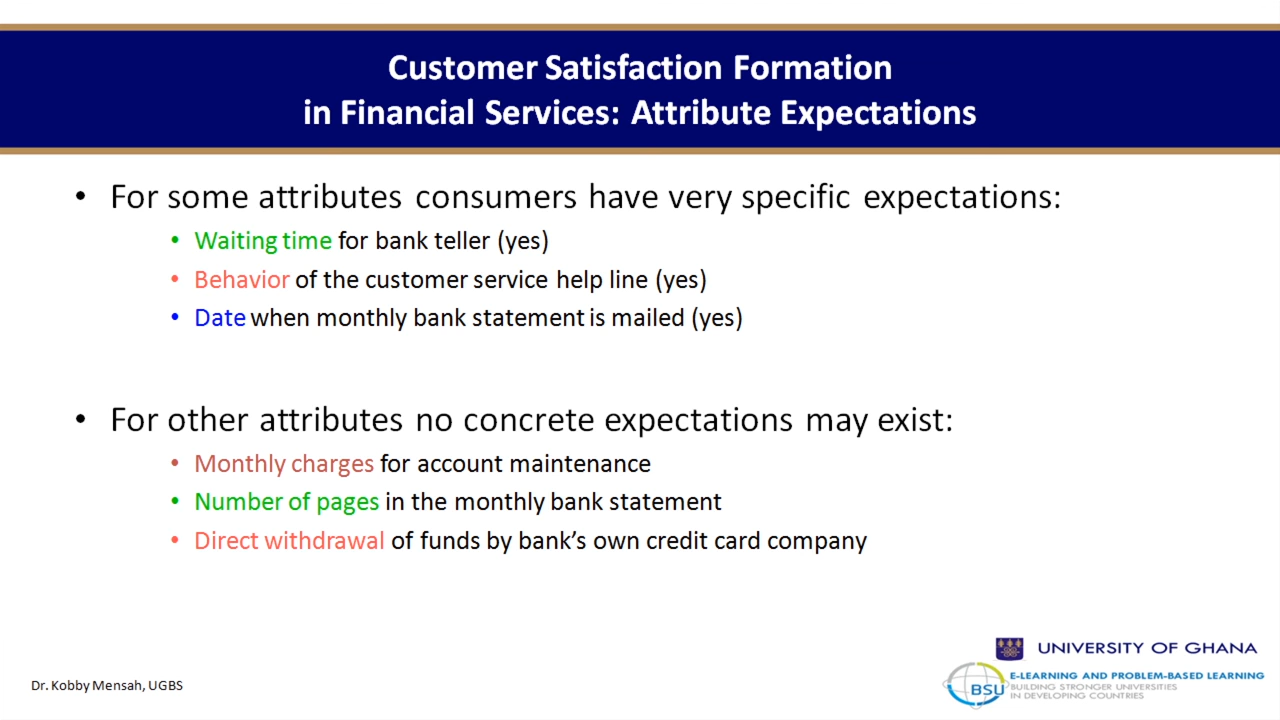 Customer Satisfaction Formation
in Financial Services: Attribute Expectations
• For some attributes consumers have very specific expectations:
• Waiting time for bank teller (yes)
• Behavior of the customer service help line (yes)
• Date when monthly bank statement is mailed (yes)
• For other attributes no concrete expectations may exist:
• Monthly charges for account maintenance
• Number of pages in the monthly bank statement
• Direct withdrawal of funds by bank’s own credit card company
Dr. Kobby Mensah, UGBS
UNIVERSITY OF GHANA
BSU
E-LEARNING AND PROBLEM-BASED LEARNING
BUILDING STRONGER UNIVERSITIES
IN DEVELOPING COUNTRIES